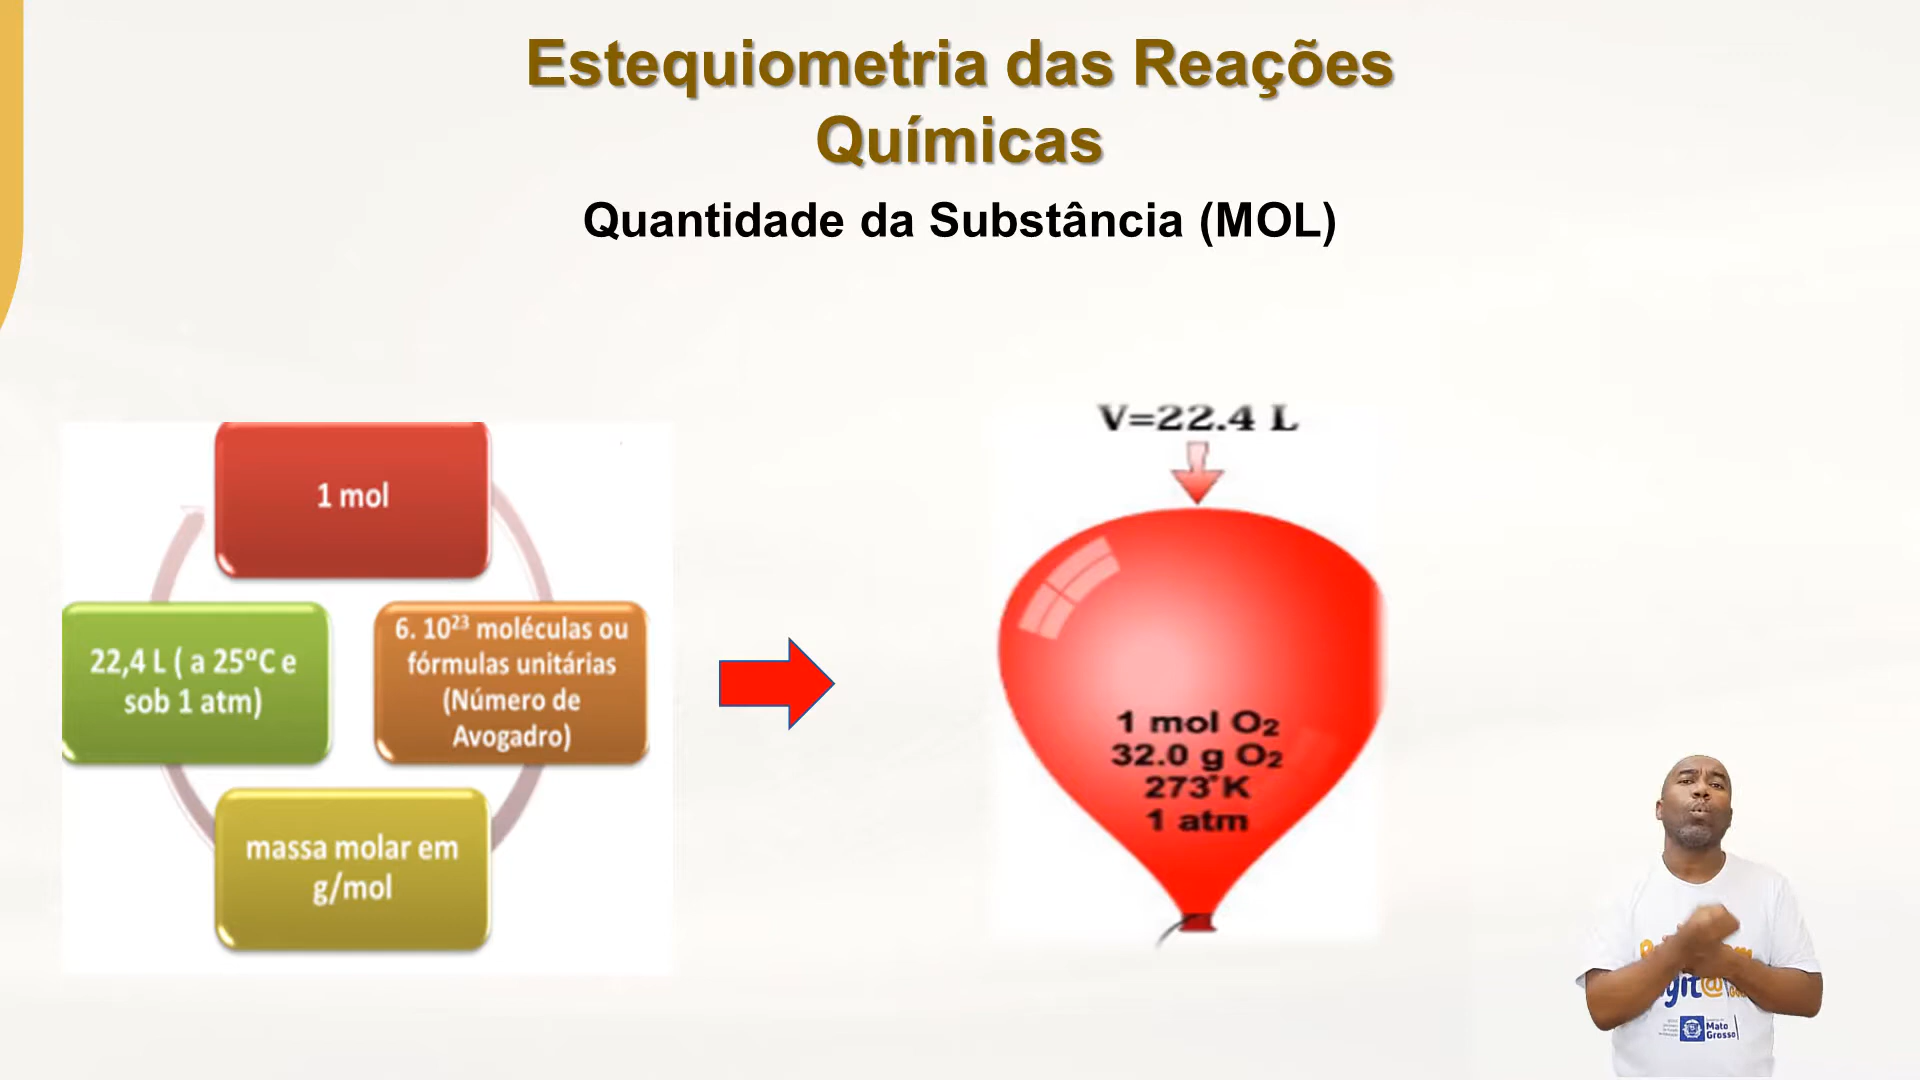 Estequiometria das Reações
Químicas
Quantidade da Substância (MOL)
1 mol
22,4 L ( a 25ºC e
sob 1 atm)
6. 10²³ moléculas ou
fórmulas unitárias
(Número de
Avogadro)
massa molar em
g/mol
V=22.4 L
1 mol O₂
32.0 g O₂
273°K
1 atm
Mato
Grosso